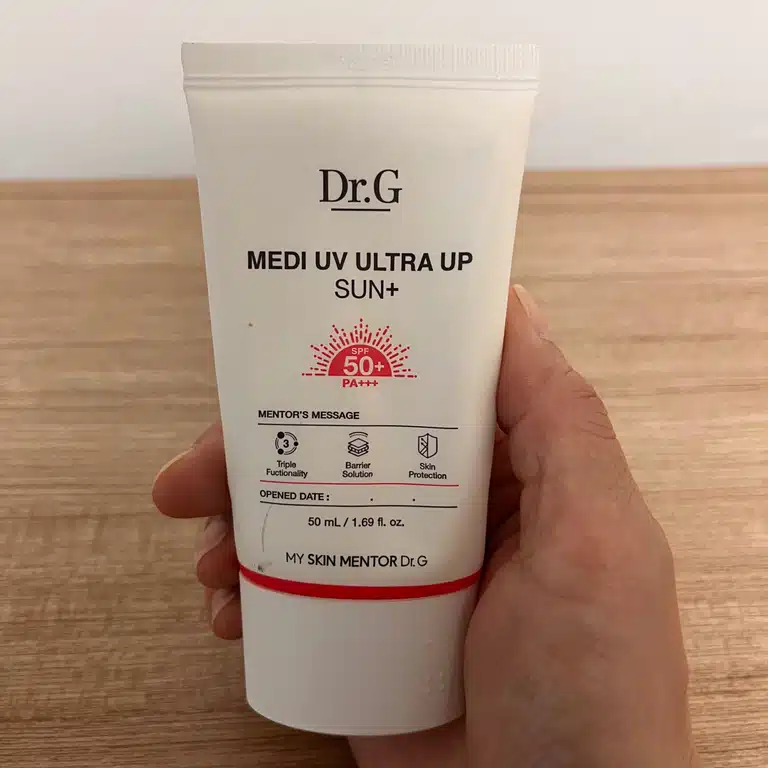 Dr.G
MEDI UV ULTRA UP
SUN+
SPF
50+
PA+++
MENTOR'S MESSAGE
3
Triple
Fuctionality
Barrier
Solution
Skin
Protection
OPENED DATE : . .
50 mL / 1.69 fl. oz.
MY SKIN MENTOR Dr.G